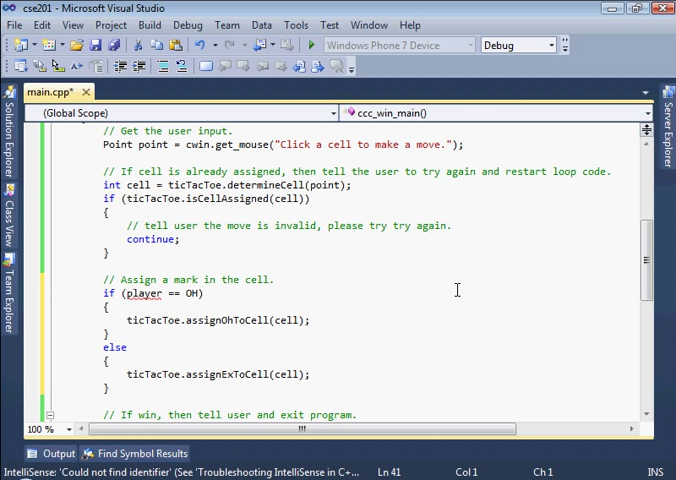 cse201 - Microsoft Visual Studio
File Edit View Project Build Debug Team Data Tools Test Window Help
Windows Phone 7 Device Debug
main.cpp*
(Global Scope) ccc_win_main()
// Get the user input.
Point point = cwin.get_mouse("Click a cell to make a move.");
// If cell is already assigned, then tell the user to try again and restart loop code.
int cell = ticTacToe.determineCell(point);
if (ticTacToe.isCellAssigned(cell))
{
// tell user the move is invalid, please try try again.
continue;
}
// Assign a mark in the cell.
if (player == OH)
{
ticTacToe.assignOhToCell(cell);
}
else
{
ticTacToe.assignExToCell(cell);
}
// If win, then tell user and exit program.
100 %
Solution Explorer
Class View
Team Explorer
Server Explorer
Output Find Symbol Results
IntelliSense: 'Could not find identifier' (See 'Troubleshooting IntelliSense in C+... Ln 41 Col 1 Ch 1 INS